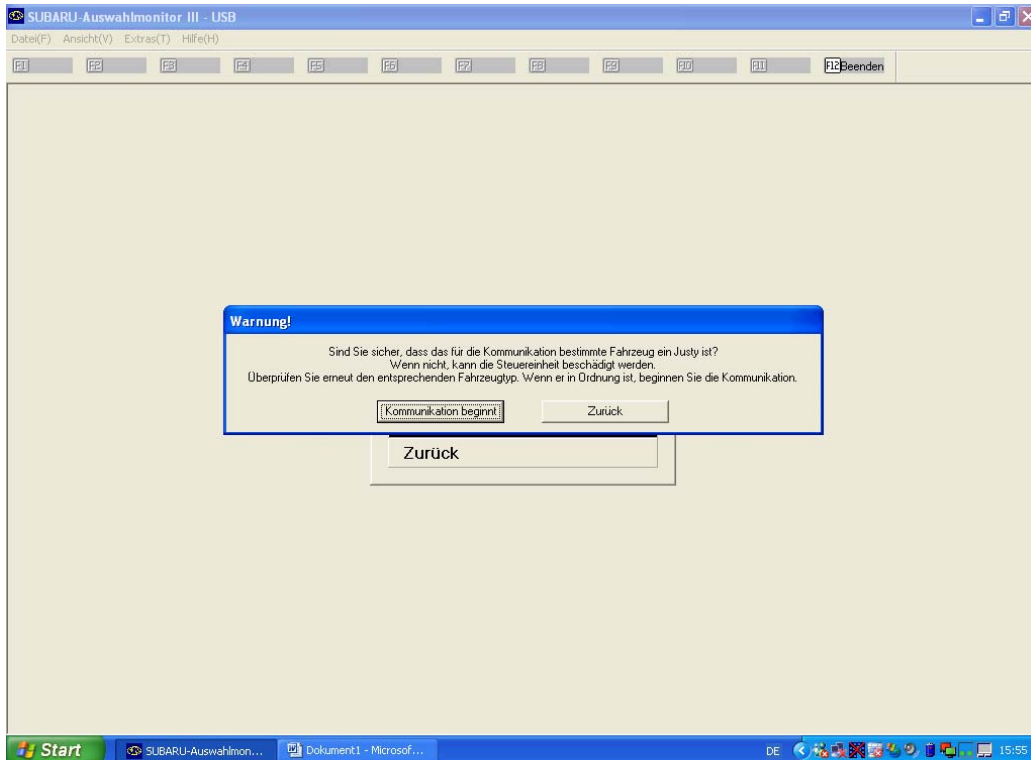 SUBARU-Auswahlmonitor III - USB
Datei(F) Ansicht(V) Extras(T) Hilfe(H)
F1 F2 F3 F4 F5 F6 F7 F8 F9 F10 F11 F12 Beenden
Warnung!
Sind Sie sicher, dass das für die Kommunikation bestimmte Fahrzeug ein Justy ist?
Wenn nicht, kann die Steuereinheit beschädigt werden.
Überprüfen Sie erneut den entsprechenden Fahrzeugtyp. Wenn er in Ordnung ist, beginnen Sie die Kommunikation.
Kommunikation beginnt Zurück
Zurück
Start SUBARU-Auswahlmon... Dokument1 - Microsof... DE 15:55